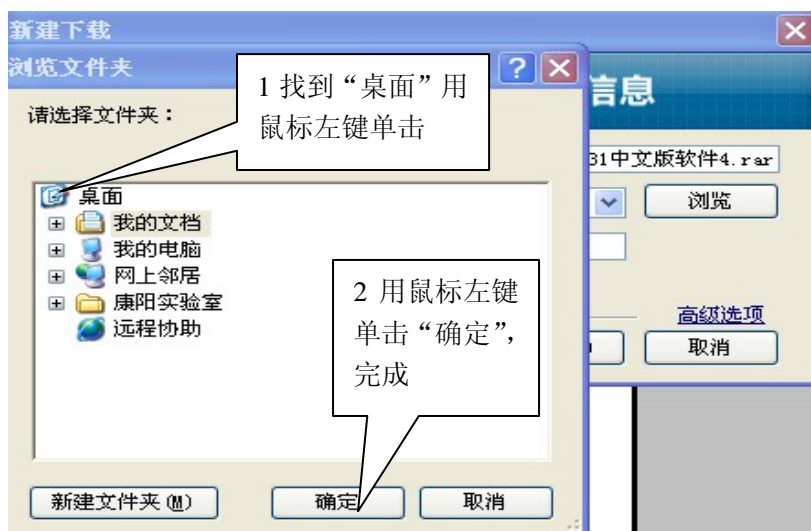 新建下载
浏览文件夹
请选择文件夹：
1 找到“桌面”用
鼠标左键单击
信息
31中文版软件4.rar
浏览
桌面
我的文档
我的电脑
网上邻居
康阳实验室
远程协助
2 用鼠标左键
单击“确定”，
完成
高级选项
取消
新建文件夹(M)
确定
取消